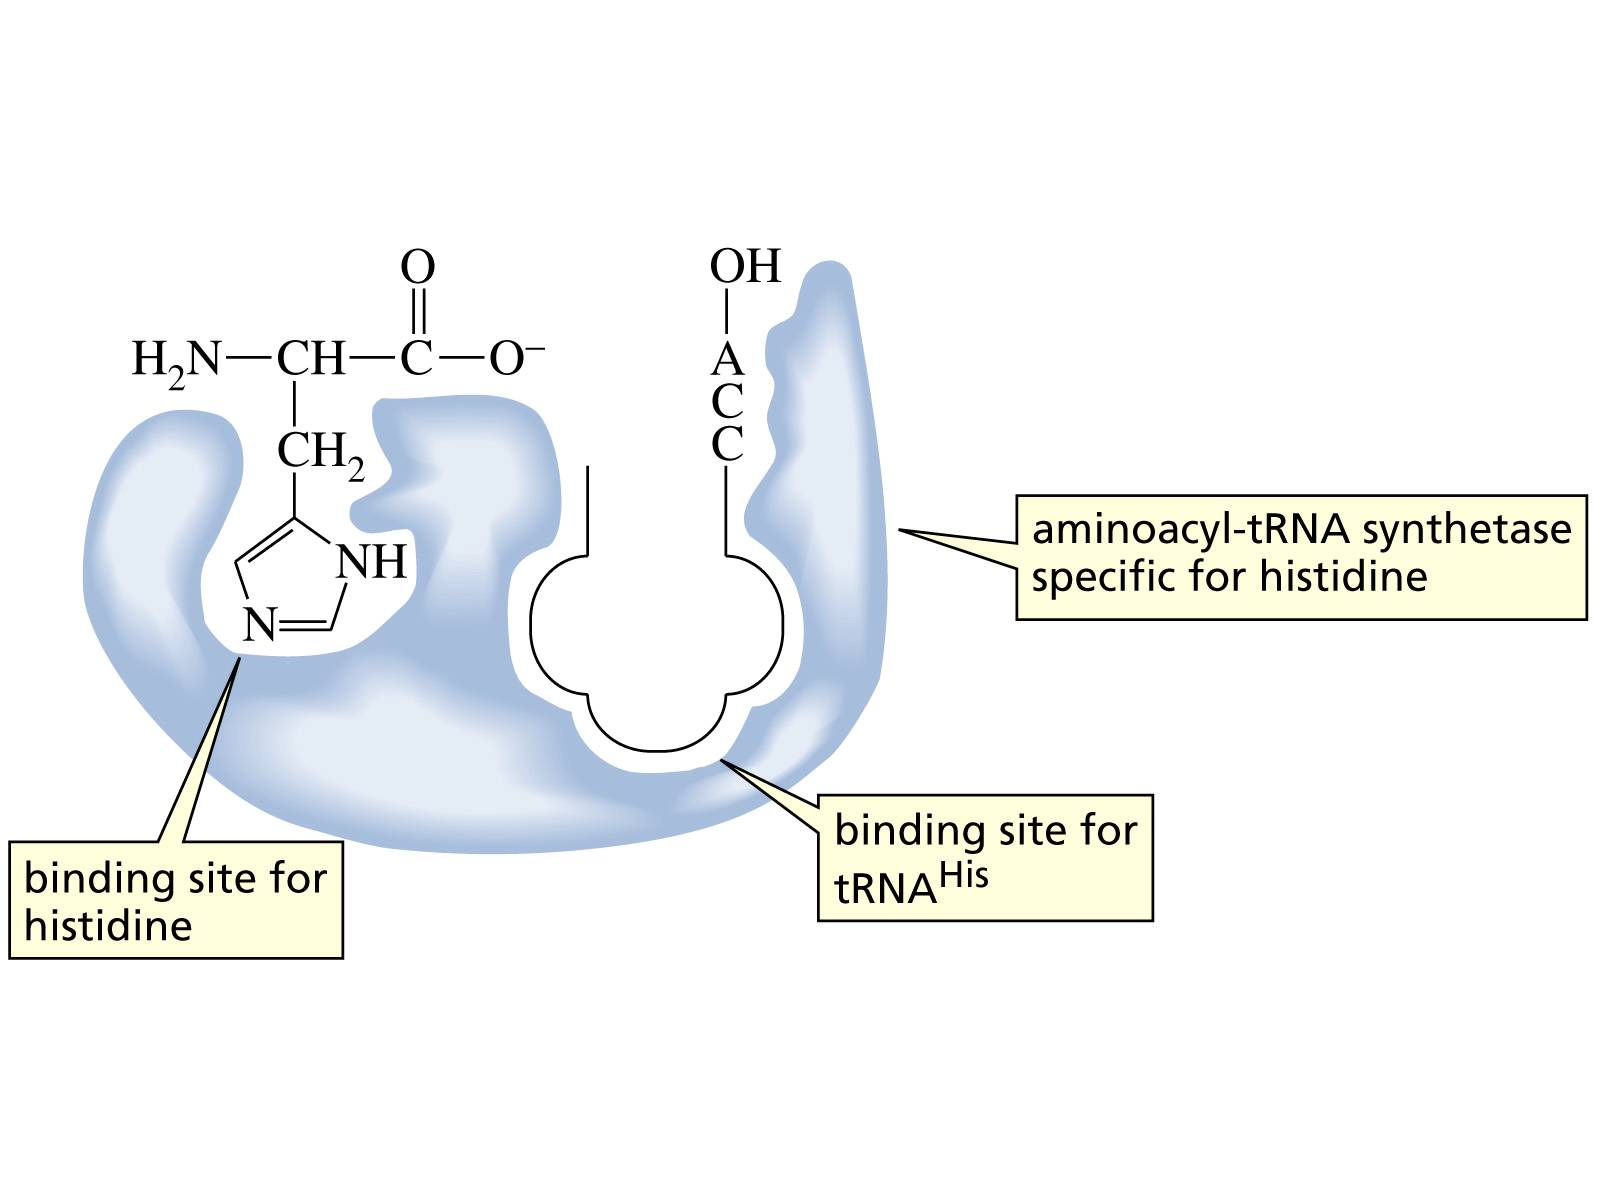 O
OH
H2N—CH—C—O−
A
C
CH2
C
NH
N
aminoacyl-tRNA synthetase
specific for histidine
binding site for
tRNAHis
binding site for
histidine